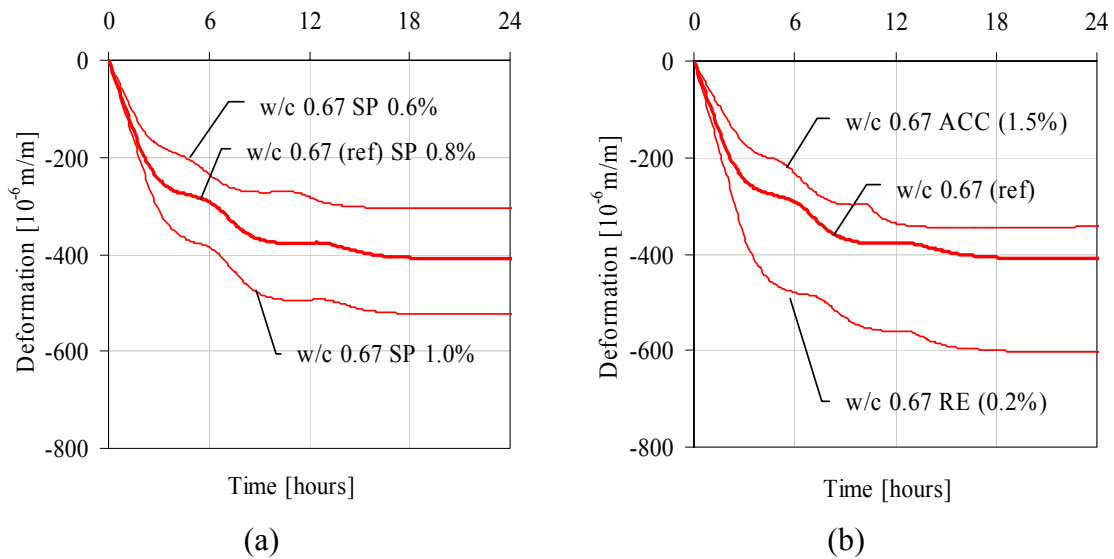 0 6 12 18 24
0
-200
-400
-600
-800
Deformation [10⁻⁶m/m]
w/c 0.67 SP 0.6%
w/c 0.67 (ref) SP 0.8%
w/c 0.67 SP 1.0%
Time [hours]
(a)
0 6 12 18 24
0
-200
-400
-600
-800
Deformation [10⁻⁶m/m]
w/c 0.67 ACC (1.5%)
w/c 0.67 (ref)
w/c 0.67 RE (0.2%)
Time [hours]
(b)